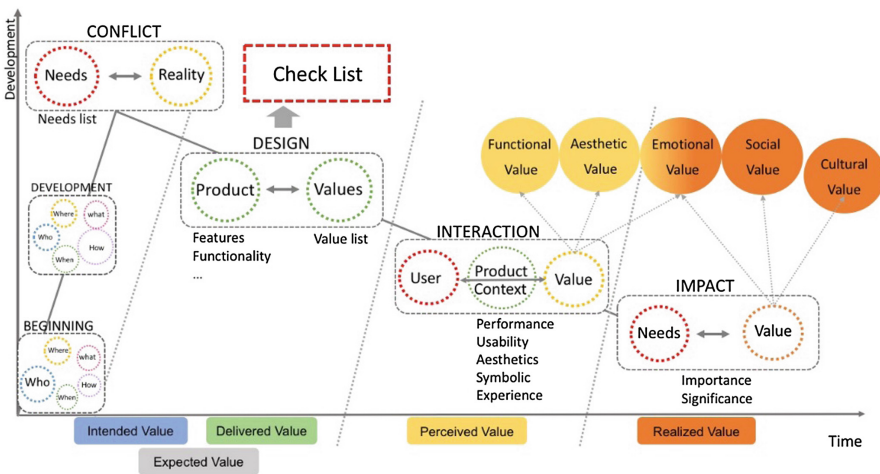 Development
CONFLICT
Needs
Reality
Needs list
Check List
DEVELOPMENT
Where
what
Who
How
When
BEGINNING
Where
what
Who
How
When
DESIGN
Product
Values
Features
Functionality
...
Value list
INTERACTION
User
Product
Context
Value
Performance
Usability
Aesthetics
Symbolic
Experience
Functional
Value
Aesthetic
Value
Emotional
Value
Social
Value
Cultural
Value
IMPACT
Needs
Value
Importance
Significance
Intended Value
Delivered Value
Perceived Value
Realized Value
Expected Value
Time